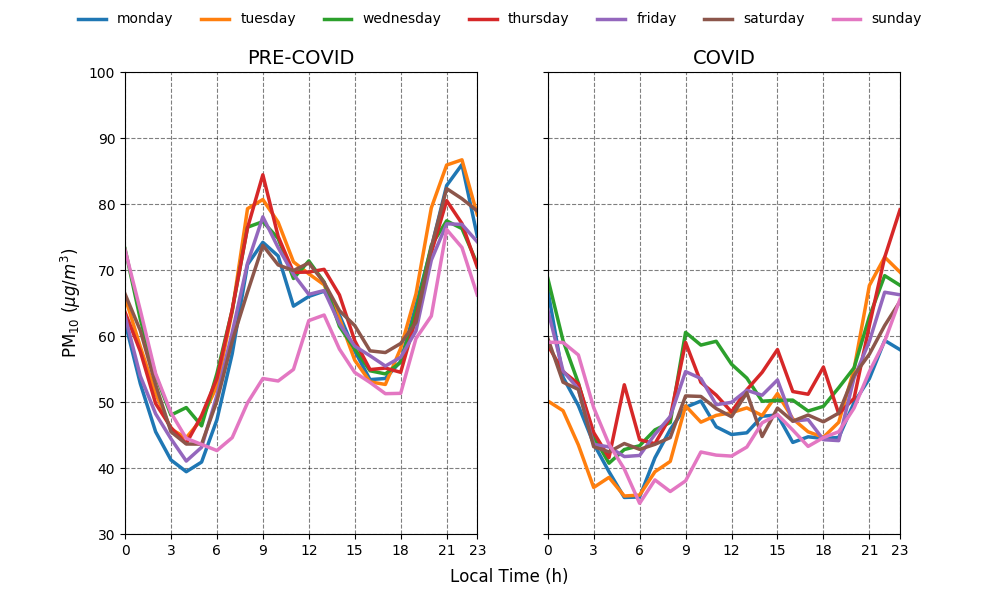 monday tuesday wednesday thursday friday saturday sunday
PRE-COVID COVID
100
90
80
70
60
50
40
30
PM10 (μg/m3)
0 3 6 9 12 15 18 21 23 0 3 6 9 12 15 18 21 23
Local Time (h)